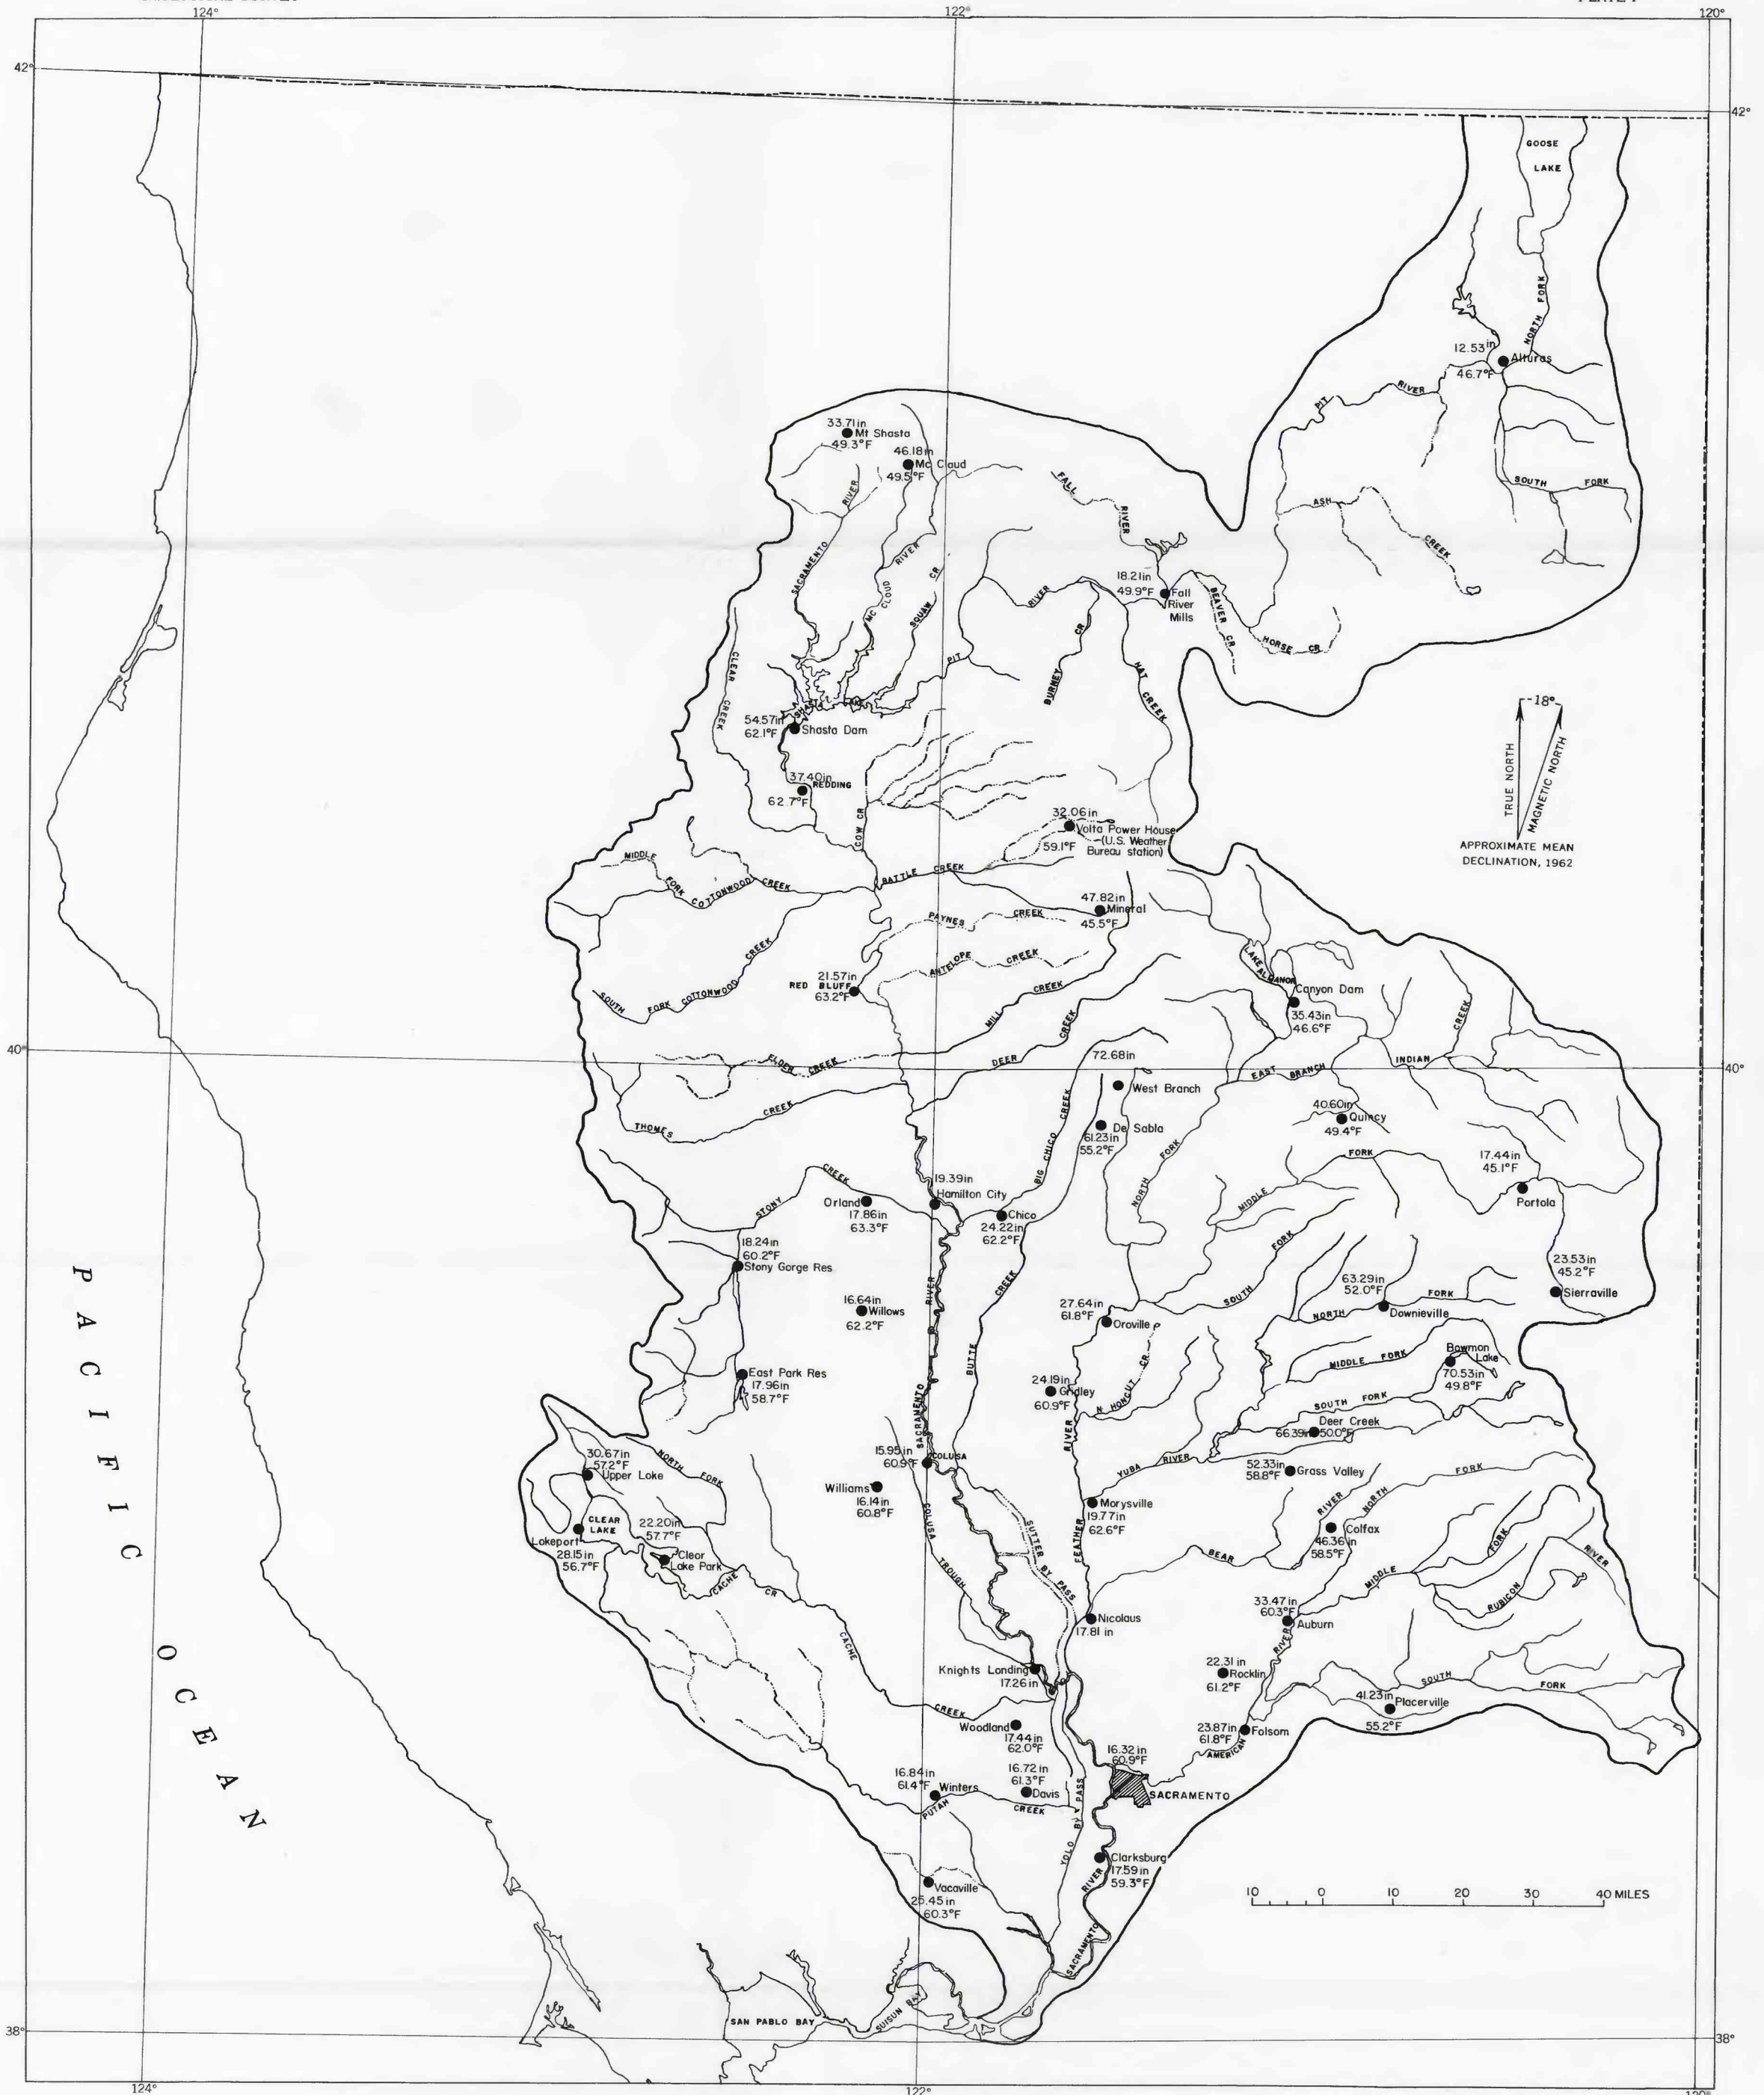 124°
122°
120°
42°
42°
GOOSE
LAKE
NORTH FORK
12.53in
Alturas
46.7°F
PIT RIVER
33.71in
Mt Shasta
49.3°F
46.18in
Mc Claud
49.5°F
SOUTH FORK
FALL RIVER
ASH CREEK
SACRAMENTO RIVER
MC CLOUD RIVER
SQUAW CR
18.21in
49.9°F
Fall
River
Mills
BEAVER CR
HORSE CR
RIVER
PIT
BURNEY CR
HAT CREEK
CLEAR CREEK
SHASTA LAKE
54.57in
62.1°F
Shasta Dam
18°
TRUE NORTH
MAGNETIC NORTH
APPROXIMATE MEAN
DECLINATION, 1962
37.40in
REDDING
62.7°F
COW CR
32.06in
Volta Power House
(U.S. Weather
Bureau station)
59.1°F
MIDDLE FORK COTTONWOOD CREEK
BATTLE CREEK
47.82in
Mineral
45.5°F
PAYNES CREEK
ANTELOPE CREEK
LAKE ALMANOR
21.57in
RED BLUFF
63.2°F
SOUTH FORK COTTONWOOD CREEK
Canyon Dam
35.43in
46.6°F
MILL CREEK
DEER CREEK
40°
40°
ELDER CREEK
72.68in
West Branch
EAST BRANCH
INDIAN CREEK
THOMES CREEK
40.60in
Quincy
49.4°F
De Sabla
61.23in
55.2°F
BIG CHICO CREEK
NORTH FORK
MIDDLE FORK
17.44in
45.1°F
Portola
STONY CREEK
Orland
17.86in
63.3°F
19.39in
Hamilton City
Chico
24.22in
62.2°F
18.24in
60.2°F
Stony Gorge Res
SOUTH FORK
23.53in
45.2°F
Sierraville
16.64in
Willows
62.2°F
63.29in
52.0°F
Downieville
NORTH FORK
27.64in
61.8°F
Oroville
BUTTE CREEK
SACRAMENTO RIVER
East Park Res
17.96in
58.7°F
24.19in
Gridley
60.9°F
N HONCUT CR
MIDDLE FORK
Bowmon
Lake
70.53in
49.8°F
SOUTH FORK
Deer Creek
66.39in
50.0°F
30.67in
57.2°F
Upper Lake
NORTH FORK
15.95in
60.9°F
COLUSA
YUBA RIVER
52.33in
58.8°F
Grass Valley
NORTH FORK
Williams
16.14in
60.8°F
Morysville
19.77in
62.6°F
FEATHER RIVER
RIVER
Colfax
46.36in
58.5°F
CLEAR
LAKE
22.20in
57.7°F
Clear
Lake Park
Lakeport
28.15in
56.7°F
CACHE CR
COLUSA TROUGH
SUTTER BY PASS
BEAR
MIDDLE FORK
RUBICON RIVER
33.47in
60.3°F
Auburn
Nicolaus
17.81 in
CACHE
RIVER
Knights Landing
17.26in
22.31 in
Rocklin
61.2°F
SOUTH FORK
41.23in
Placerville
55.2°F
CREEK
Woodland
17.44in
62.0°F
23.87in
61.8°F
Folsom
AMERICAN
16.32in
60.9°F
SACRAMENTO
16.84in
61.4°F
Winters
16.72in
61.3°F
Davis
PUTAH CREEK
YOLO BY PASS
Clarksburg
17.59in
59.3°F
Vacaville
25.45in
60.3°F
SACRAMENTO RIVER
10 0 10 20 30 40 MILES
PACIFIC OCEAN
SAN PABLO BAY
SUISUN BAY
38°
38°
124°
122°